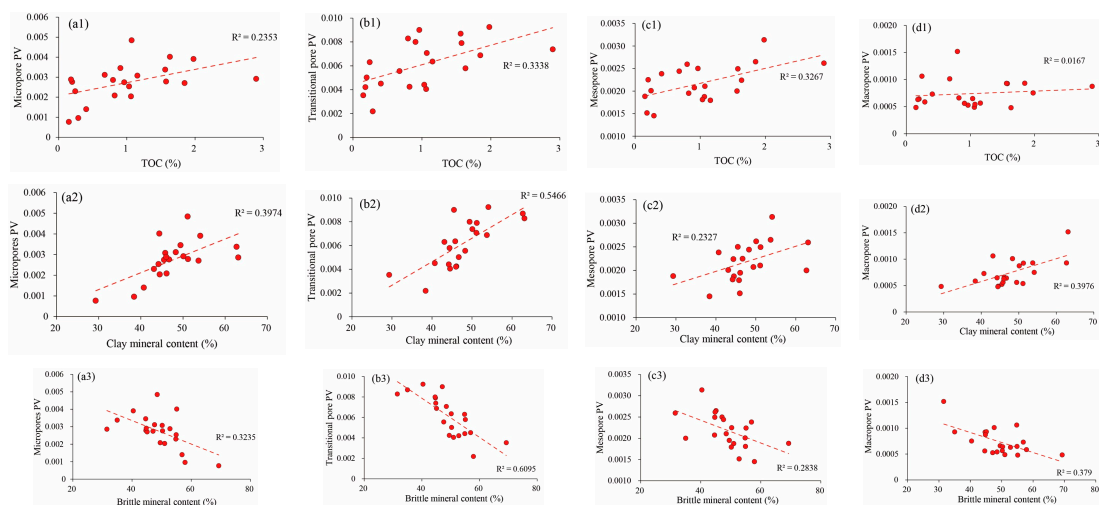 (a1)
R² = 0.2353
Micropore PV
0.006
0.005
0.004
0.003
0.002
0.001
0
0 1 2 3
TOC (%)
(b1)
R² = 0.3338
Transitional pore PV
0.010
0.008
0.006
0.004
0.002
0.000
0 1 2 3
TOC (%)
(c1)
R² = 0.3267
Mesopore PV
0.0035
0.0030
0.0025
0.0020
0.0015
0.0010
0 1 2 3
TOC (%)
(d1)
R² = 0.0167
Macropore PV
0.0020
0.0015
0.0010
0.0005
0.0000
0 1 2 3
TOC (%)
(a2)
R² = 0.3974
Micropores PV
0.006
0.005
0.004
0.003
0.002
0.001
0
20 30 40 50 60 70
Clay mineral content (%)
(b2)
R² = 0.5466
Transitional pore PV
0.010
0.008
0.006
0.004
0.002
0.000
20 30 40 50 60 70
Clay mineral content (%)
(c2)
R² = 0.2327
Mesopore PV
0.0035
0.0030
0.0025
0.0020
0.0015
0.0010
20 30 40 50 60 70
Clay mineral content (%)
(d2)
R² = 0.3976
Macropore PV
0.0020
0.0015
0.0010
0.0005
0.0000
20 30 40 50 60 70
Clay mineral content (%)
(a3)
R² = 0.3235
Micropores PV
0.006
0.005
0.004
0.003
0.002
0.001
0
20 40 60 80
Brittle mineral content (%)
(b3)
R² = 0.6095
Transitional pore PV
0.010
0.008
0.006
0.004
0.002
0.000
20 40 60 80
Brittle mineral content (%)
(c3)
R² = 0.2838
Mesopore PV
0.0035
0.0030
0.0025
0.0020
0.0015
0.0010
20 40 60 80
Brittle mineral content (%)
(d3)
R² = 0.379
Macropore PV
0.0020
0.0015
0.0010
0.0005
0.0000
20 40 60 80
Brittle mineral content (%)